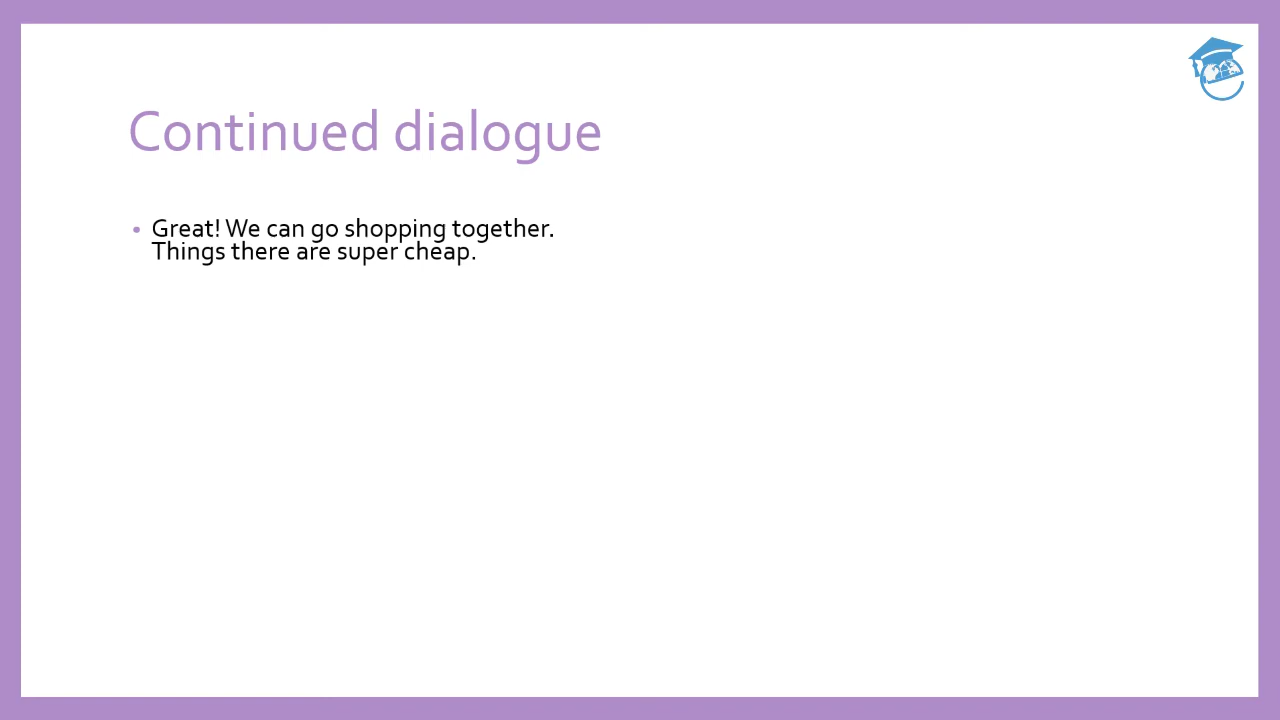 Continued dialogue
• Great! We can go shopping together.
Things there are super cheap.